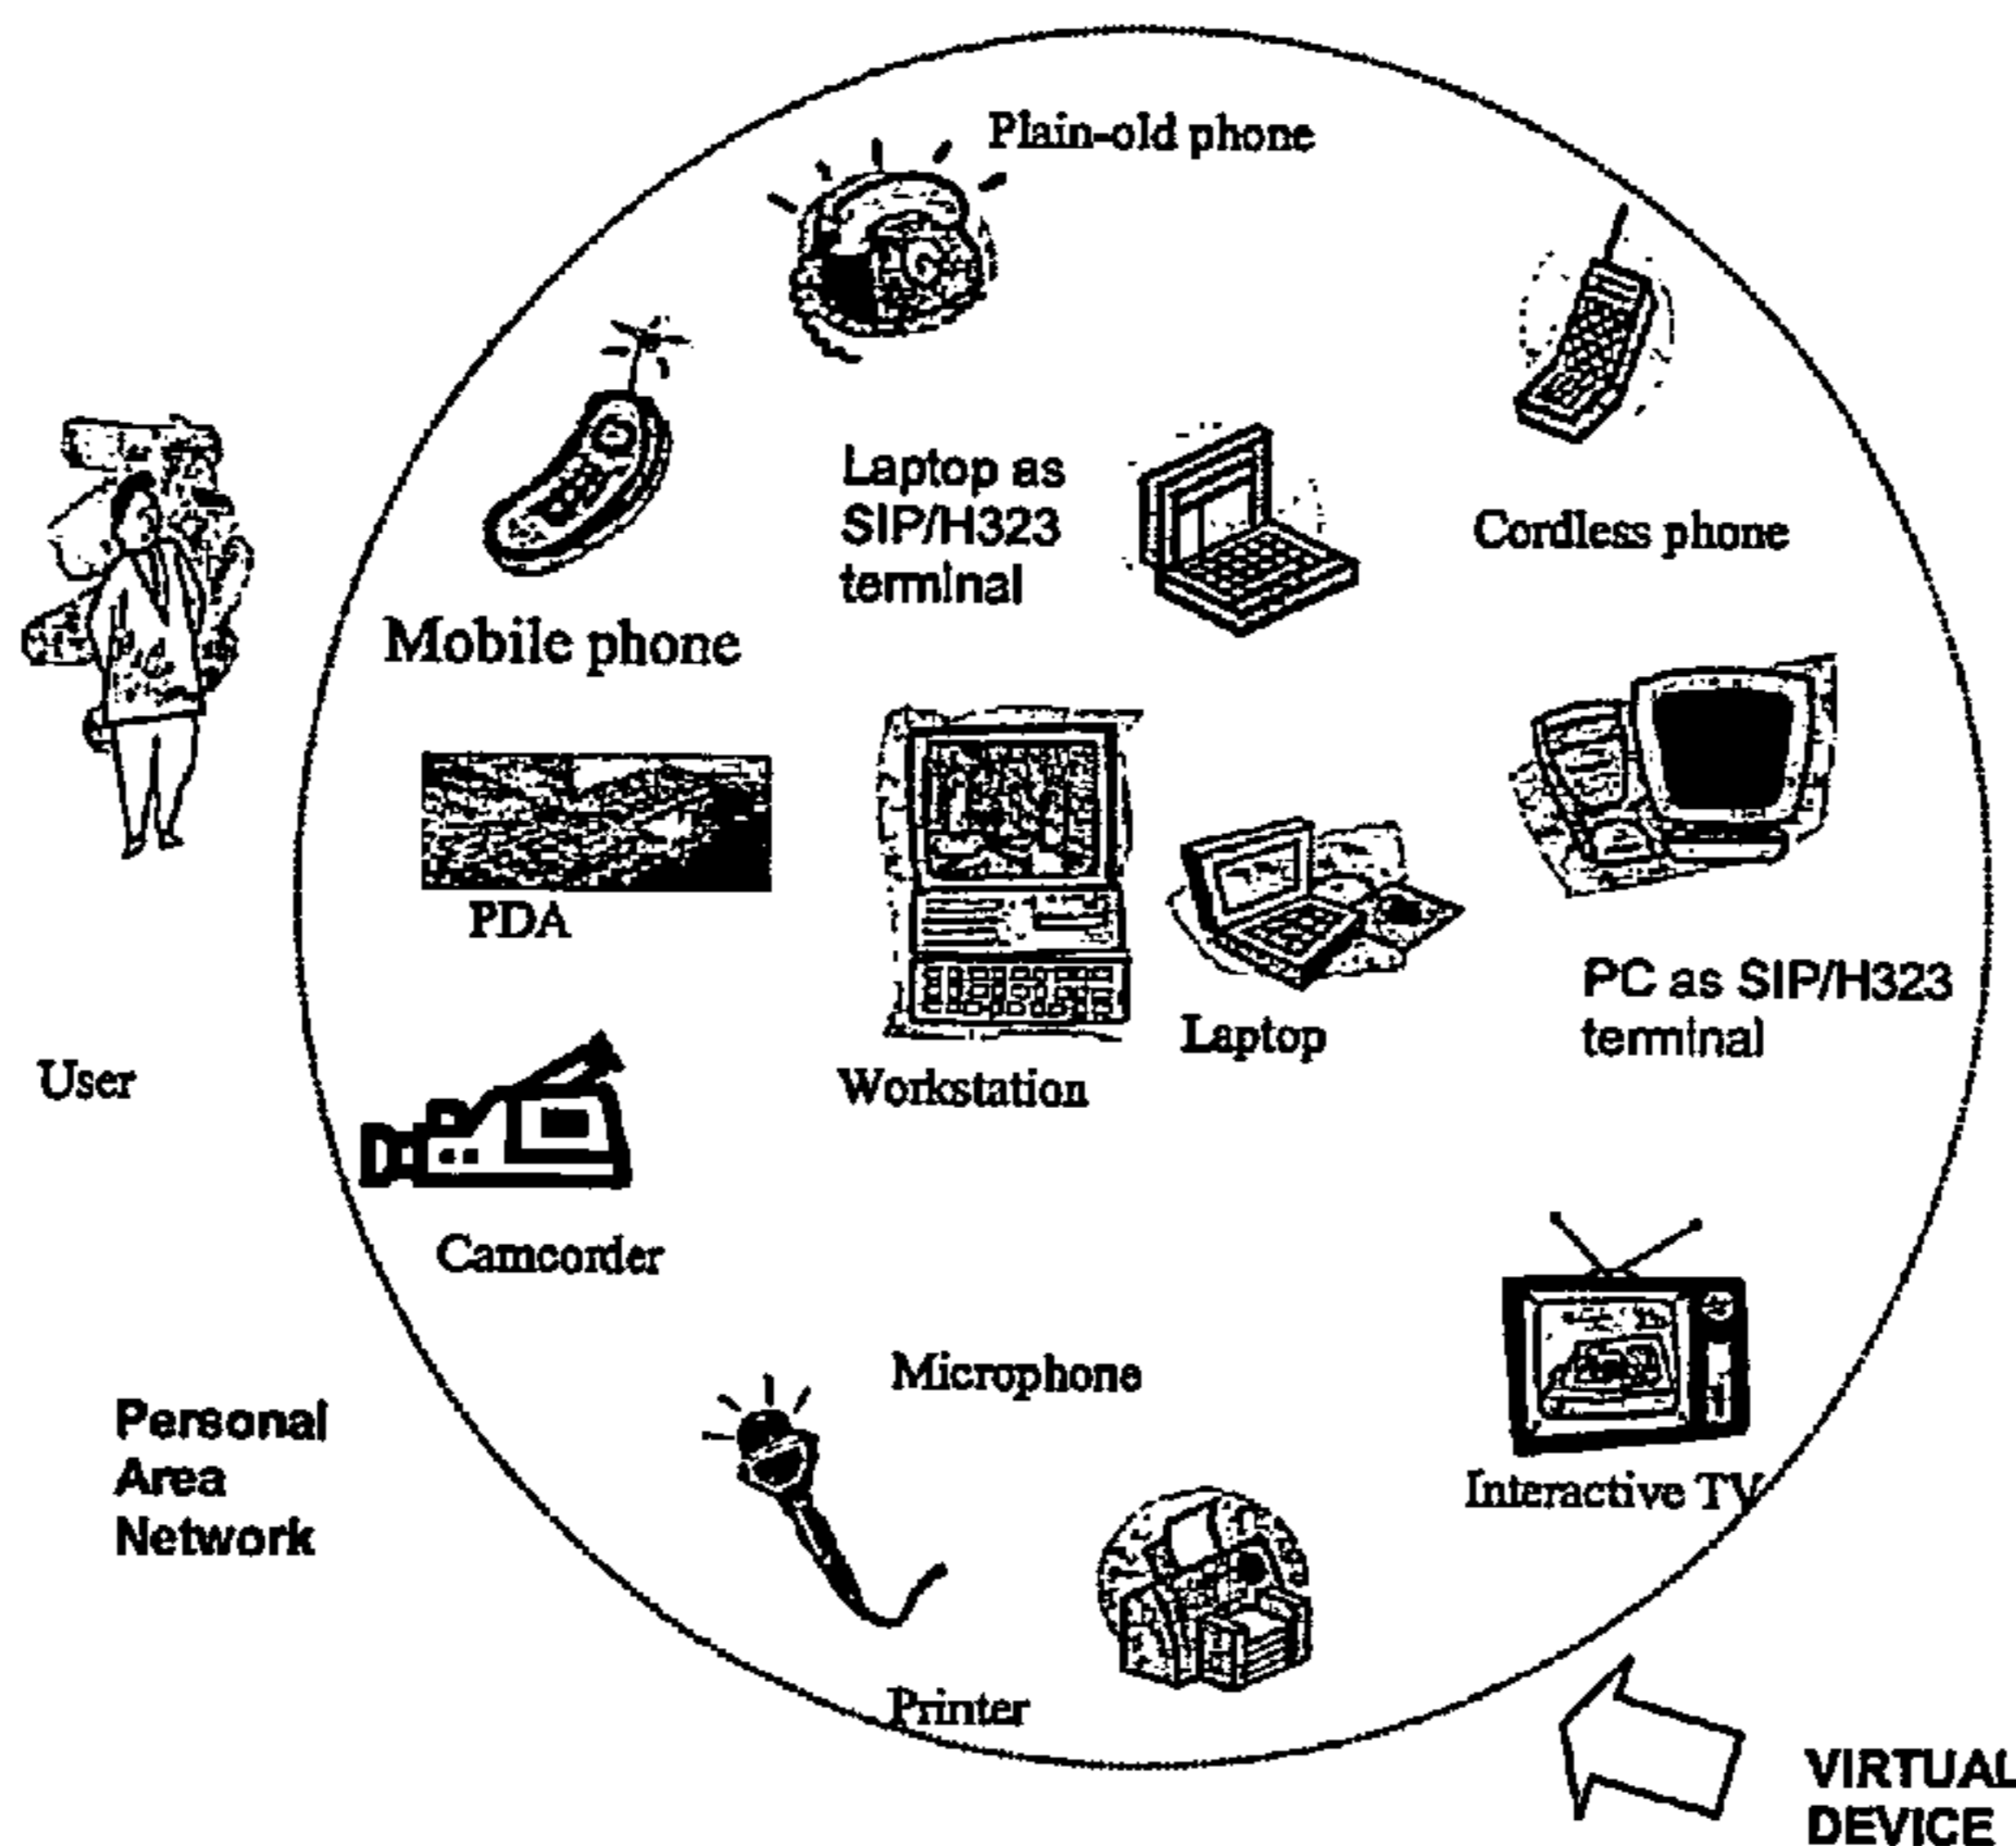 Plain-old phone
Laptop as
SIP/H323
terminal
Cordless phone
Mobile phone
PDA
Laptop
PC as SIP/H323
terminal
User
Workstation
Camcorder
Microphone
Interactive TV
Personal
Area
Network
Printer
VIRTUAL
DEVICE